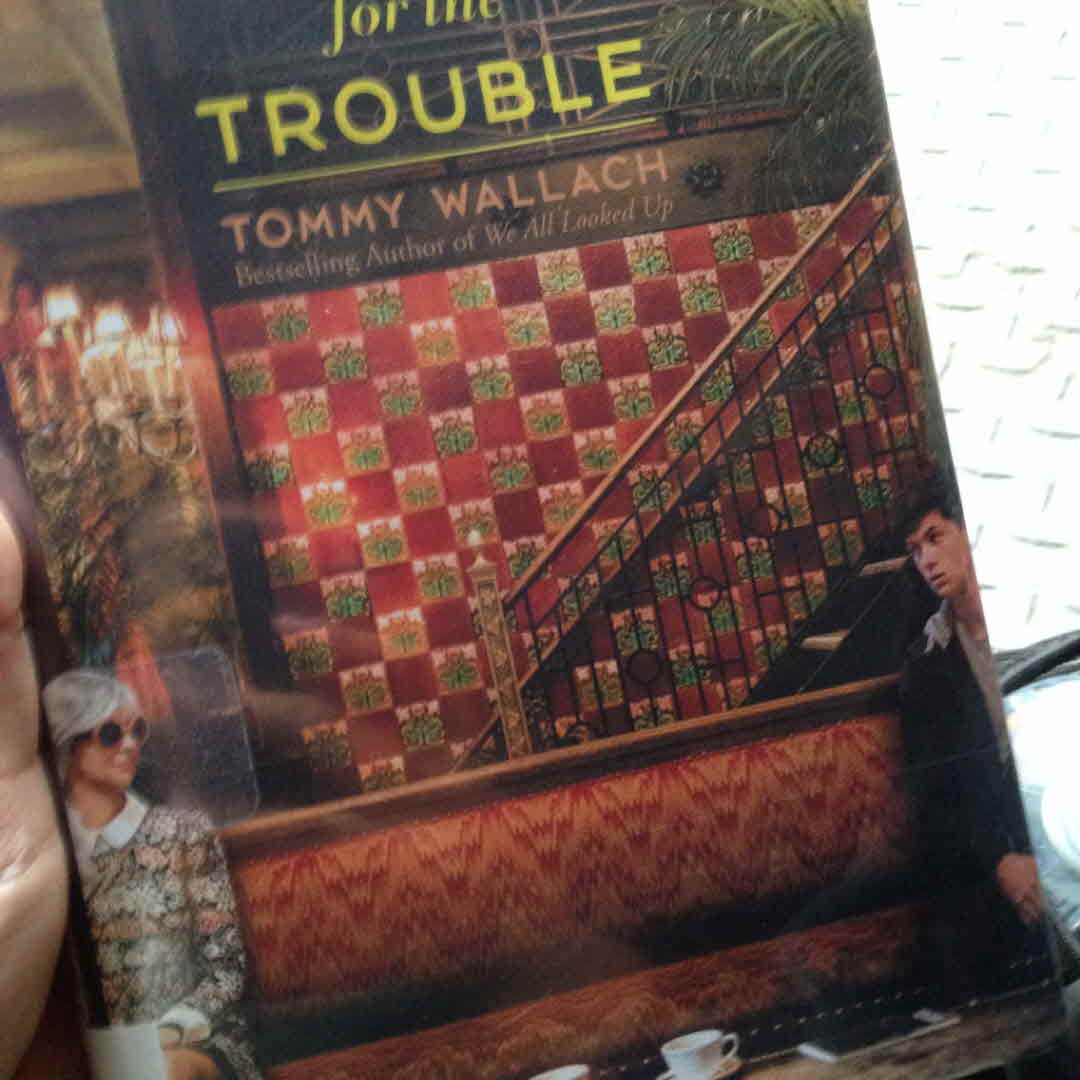 for the
TROUBLE
TOMMY WALLACH
Bestselling Author of We All Looked Up